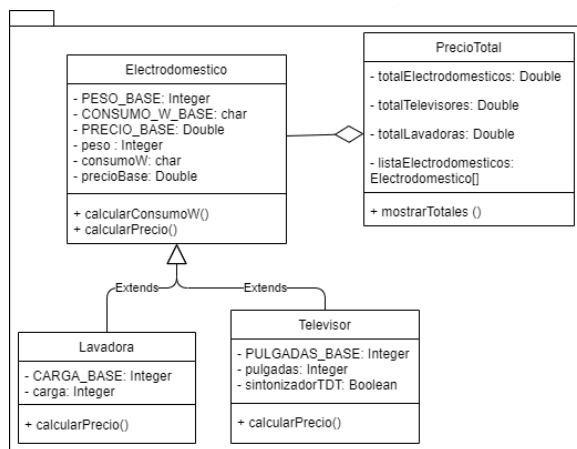 Electrodomestico
- PESO_BASE: Integer
- CONSUMO_W_BASE: char
- PRECIO_BASE: Double
- peso : Integer
- consumoW: char
- precioBase: Double
+ calcularConsumoW()
+ calcularPrecio()
PrecioTotal
- totalElectrodomesticos: Double
- totalTelevisores: Double
- totalLavadoras: Double
- listaElectrodomesticos:
Electrodomestico[]
+ mostrarTotales ()
Extends
Extends
Lavadora
- CARGA_BASE: Integer
- carga: Integer
+ calcularPrecio()
Televisor
- PULGADAS_BASE: Integer
- pulgadas: Integer
- sintonizadorTDT: Boolean
+ calcularPrecio()